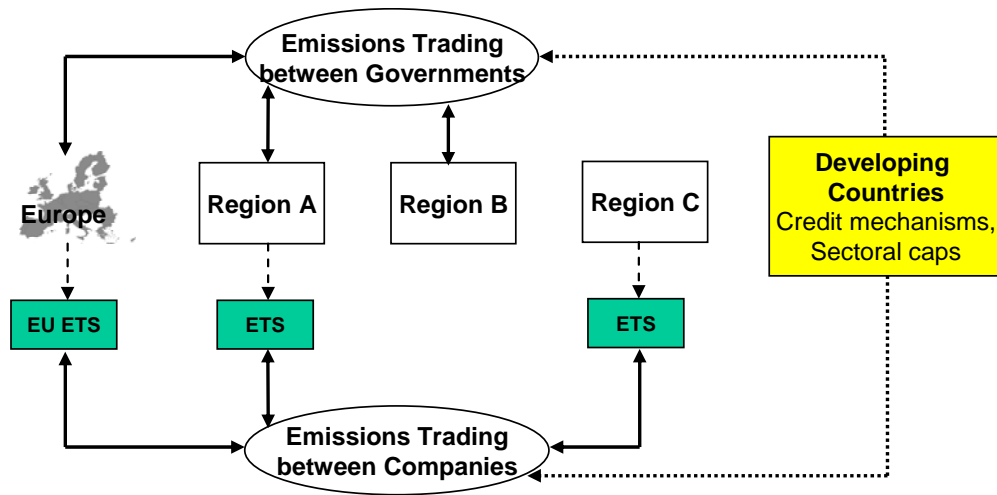 Emissions Trading
between Governments
Europe
Region A
Region B
Region C
Developing
Countries
Credit mechanisms,
Sectoral caps
EU ETS
ETS
ETS
Emissions Trading
between Companies